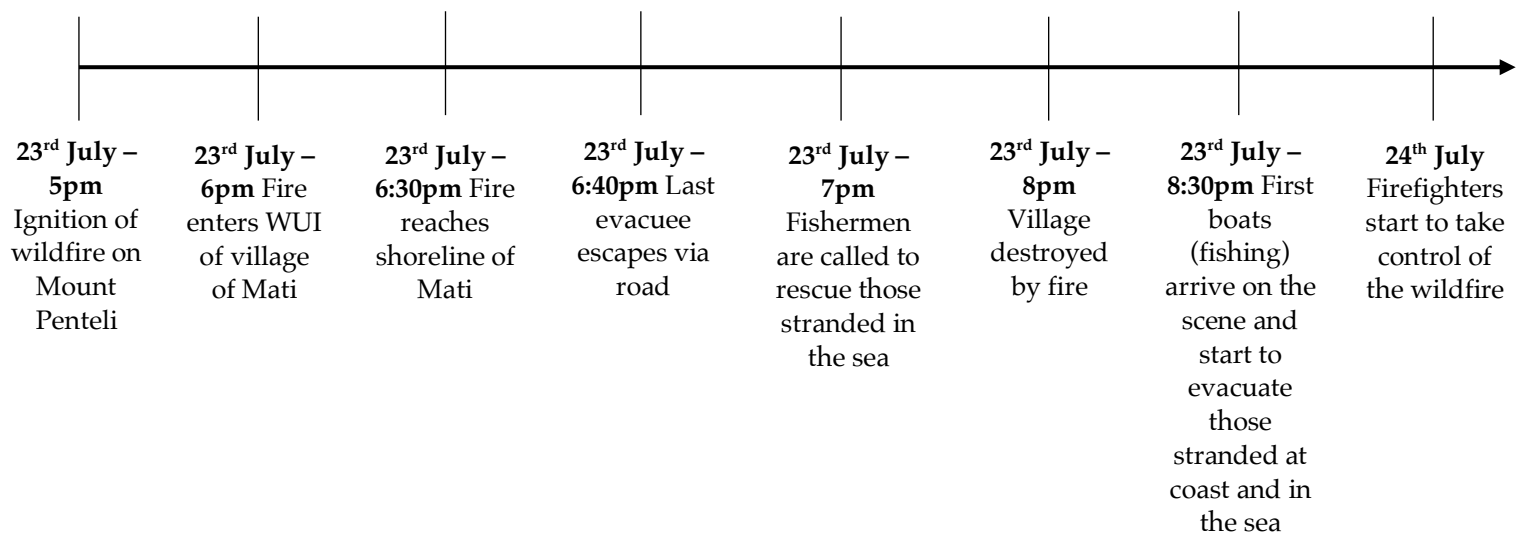 23rd July –
5pm
Ignition of
wildfire on
Mount
Penteli
23rd July –
6pm Fire
enters WUI
of village
of Mati
23rd July –
6:30pm Fire
reaches
shoreline of
Mati
23rd July –
6:40pm Last
evacuee
escapes via
road
23rd July –
7pm
Fishermen
are called to
rescue those
stranded in
the sea
23rd July –
8pm
Village
destroyed
by fire
23rd July –
8:30pm First
boats
(fishing)
arrive on the
scene and
start to
evacuate
those
stranded at
coast and in
the sea
24th July
Firefighters
start to take
control of
the wildfire